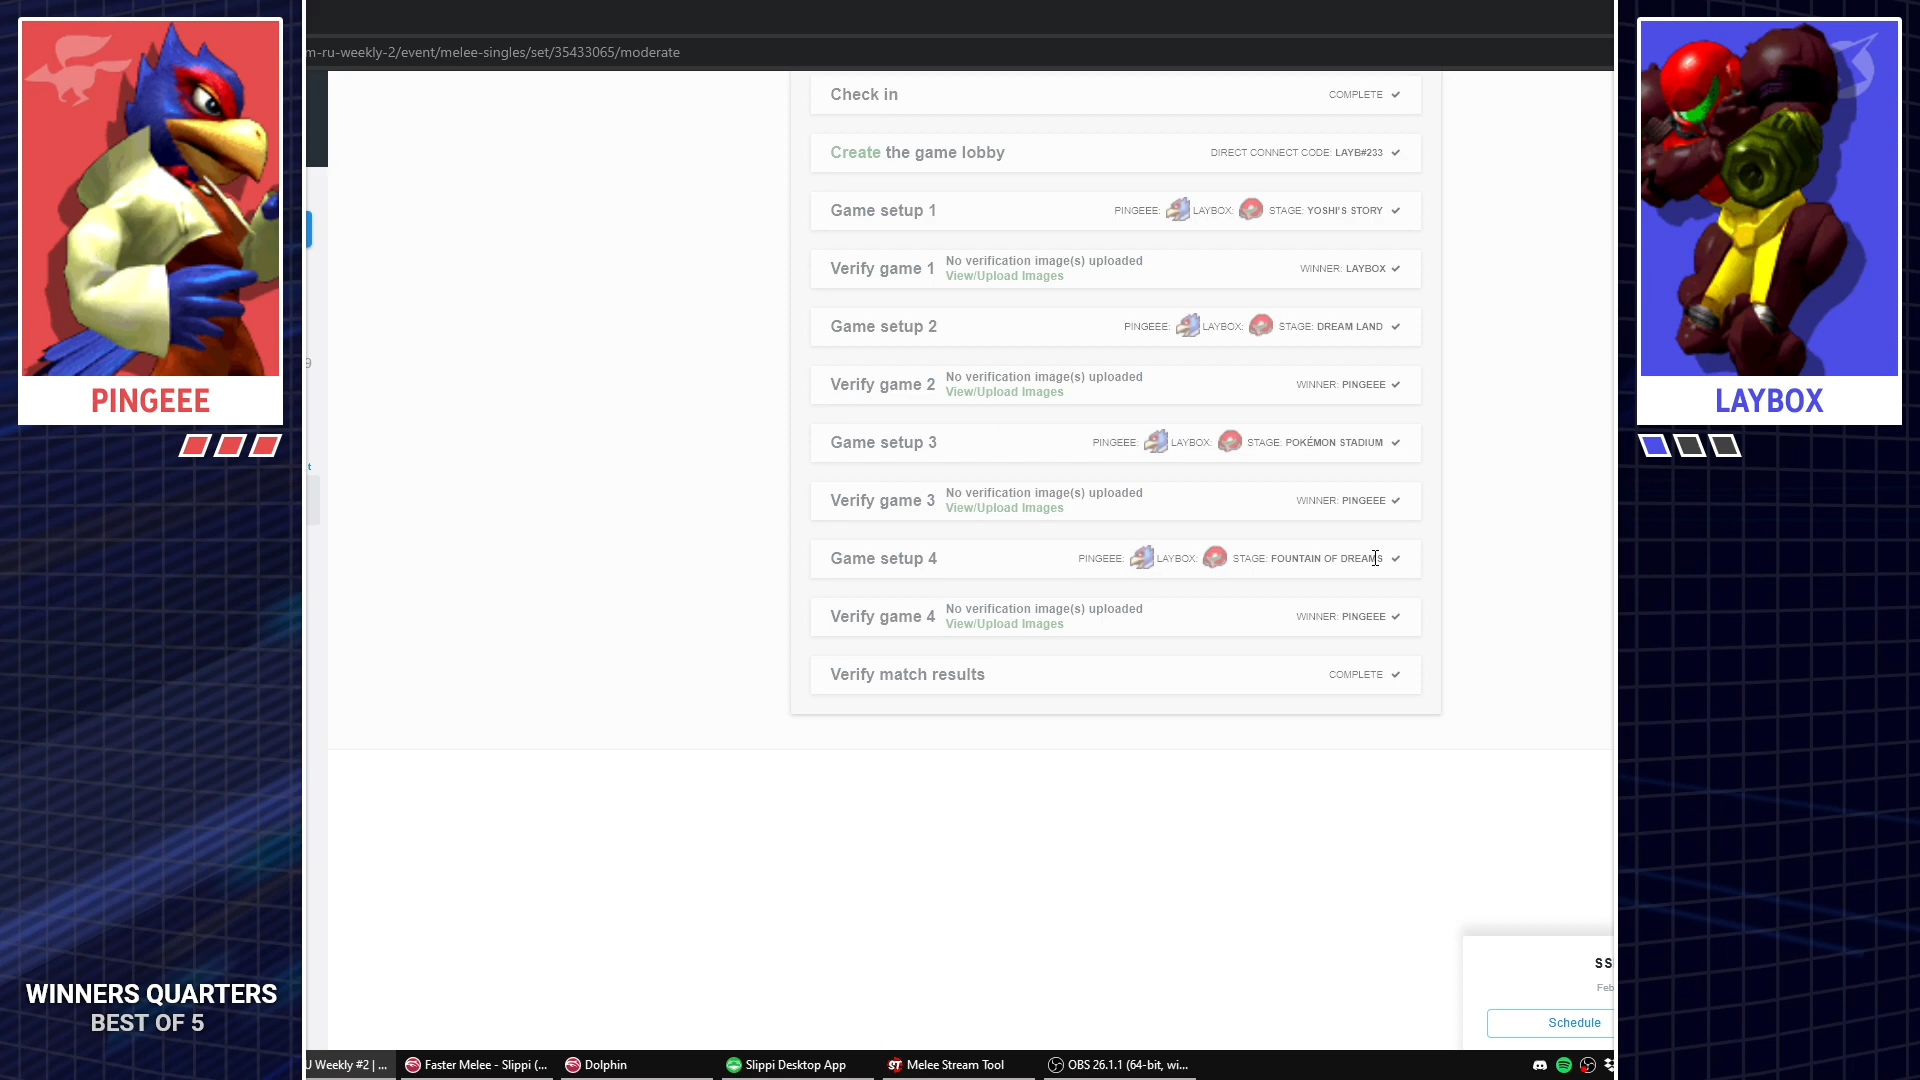 m-ru-weekly-2/event/melee-singles/set/35433065/moderate
Check in COMPLETE
Create the game lobby DIRECT CONNECT CODE: LAYB#233
Game setup 1 PINGEEE: LAYBOX: STAGE: YOSHI'S STORY
Verify game 1 No verification image(s) uploaded WINNER: LAYBOX
View/Upload Images
Game setup 2 PINGEEE: LAYBOX: STAGE: DREAM LAND
Verify game 2 No verification image(s) uploaded WINNER: PINGEEE
View/Upload Images
Game setup 3 PINGEEE: LAYBOX: STAGE: POKÉMON STADIUM
Verify game 3 No verification image(s) uploaded WINNER: PINGEEE
View/Upload Images
Game setup 4 PINGEEE: LAYBOX: STAGE: FOUNTAIN OF DREAMS
Verify game 4 No verification image(s) uploaded WINNER: PINGEEE
View/Upload Images
Verify match results COMPLETE
PINGEEE
LAYBOX
9
t
WINNERS QUARTERS
BEST OF 5
SS
Feb
Schedule
U Weekly #2 | ... Faster Melee - Slippi (... Dolphin Slippi Desktop App ST Melee Stream Tool OBS 26.1.1 (64-bit, wi...